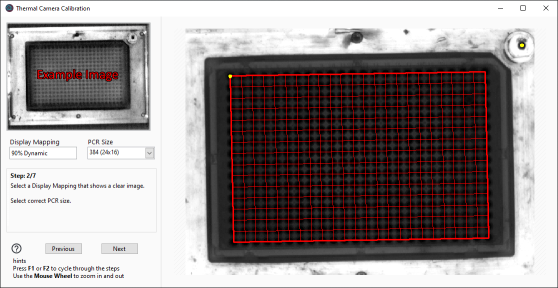 Thermal Camera Calibration
Example Image
Display Mapping
PCR Size
90% Dynamic
384 (24x16)
Step: 2/7
Select a Display Mapping that shows a clear image.
Select correct PCR size.
Previous
Next
hints
Press F1 or F2 to cycle through the steps
Use the Mouse Wheel to zoom in and out